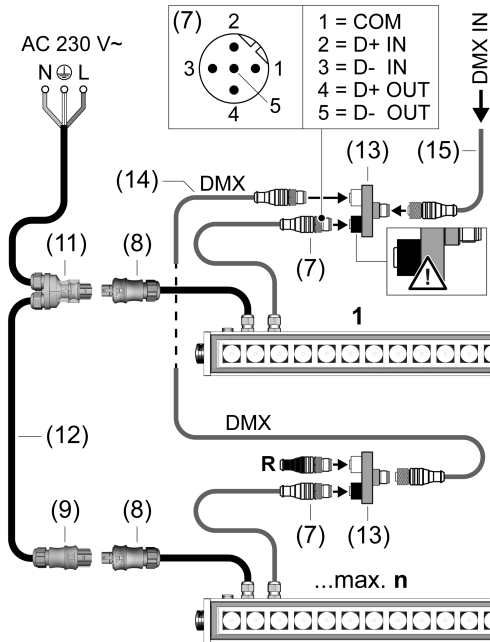 (7)
2
3
1
4
5
1 = COM
2 = D+ IN
3 = D- IN
4 = D+ OUT
5 = D- OUT
DMX IN
AC 230 V~
N L
(13)
(15)
(14)
DMX
(11)
(8)
(7)
1
(12)
DMX
R
(9)
(8)
(7)
(13)
...max. n